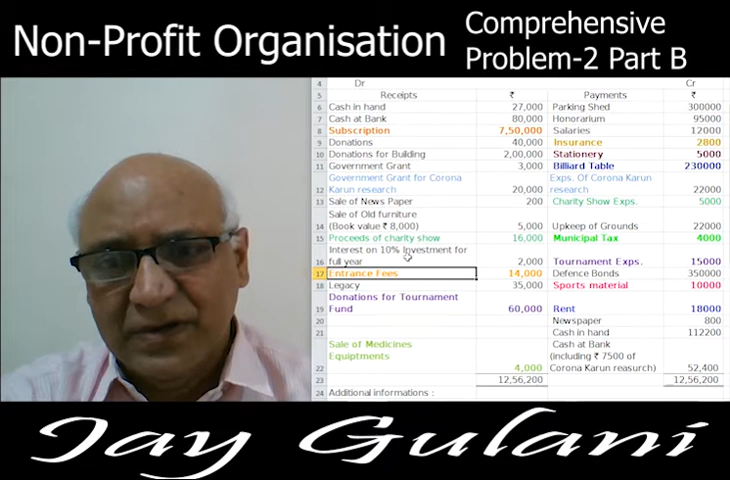 Non-Profit Organisation
Comprehensive
Problem-2 Part B
4 Dr Cr
5 Receipts ₹ Payments ₹
6 Cash in hand 27,000 Parking Shed 300000
7 Cash at Bank 80,000 Honorarium 95000
8 Subscription 7,50,000 Salaries 12000
9 Donations 40,000 Insurance 2800
10 Donations for Building 2,00,000 Stationery 5000
11 Government Grant 3,000 Billiard Table 230000
Government Grant for Corona Exps. Of Corona Karun
12 Karun research 20,000 research 22000
13 Sale of News Paper 200 Charity Show Exps. 5000
Sale of Old furniture
14 (Book value ₹ 8,000) 5,000 Upkeep of Grounds 22000
15 Proceeds of charity show 16,000 Municipal Tax 4000
Interest on 10% Investment for
16 full year 2,000 Tournament Exps. 15000
17 Entrance Fees 14,000 Defence Bonds 350000
18 Legacy 35,000 Sports material 10000
Donations for Tournament
19 Fund 60,000 Rent 18000
20 Newspaper 800
21 Cash in hand 112200
Sale of Medicines Cash at Bank
Equiptments (including ₹ 7500 of
22 4,000 Corona Karun reasurch) 52,400
23 12,56,200 12,56,200
24 Additional informations :
Jay Gulani